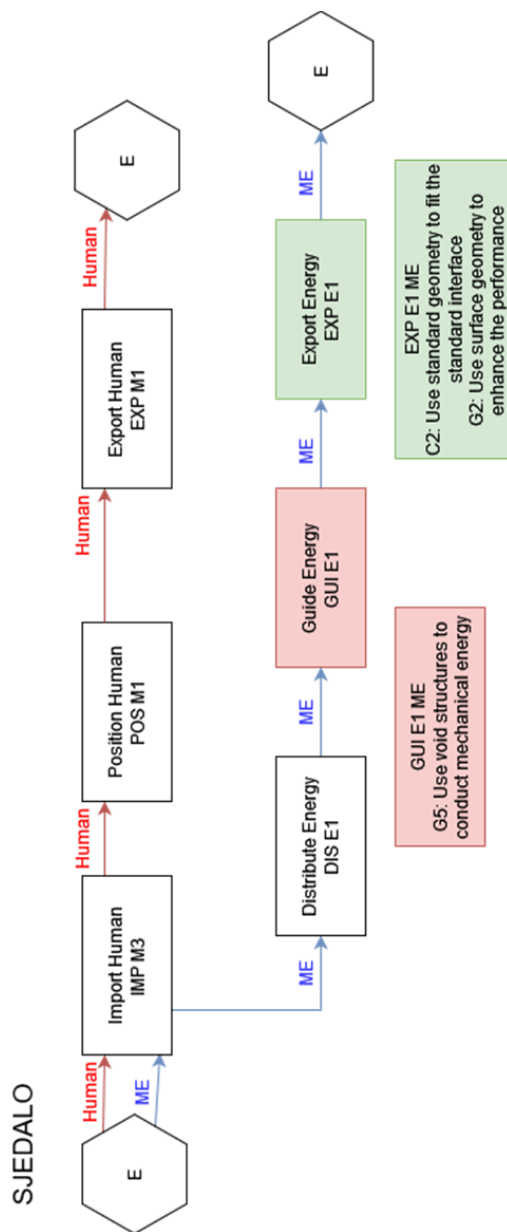 SJEDALO
E
Human
ME
Import Human
IMP M3
Human
Position Human
POS M1
Human
Export Human
EXP M1
Human
E
ME
Distribute Energy
DIS E1
ME
Guide Energy
GUI E1
ME
Export Energy
EXP E1
ME
E
GUI E1 ME
G5: Use void structures to
conduct mechanical energy
EXP E1 ME
C2: Use standard geometry to fit the
standard interface
G2: Use surface geometry to
enhance the performance